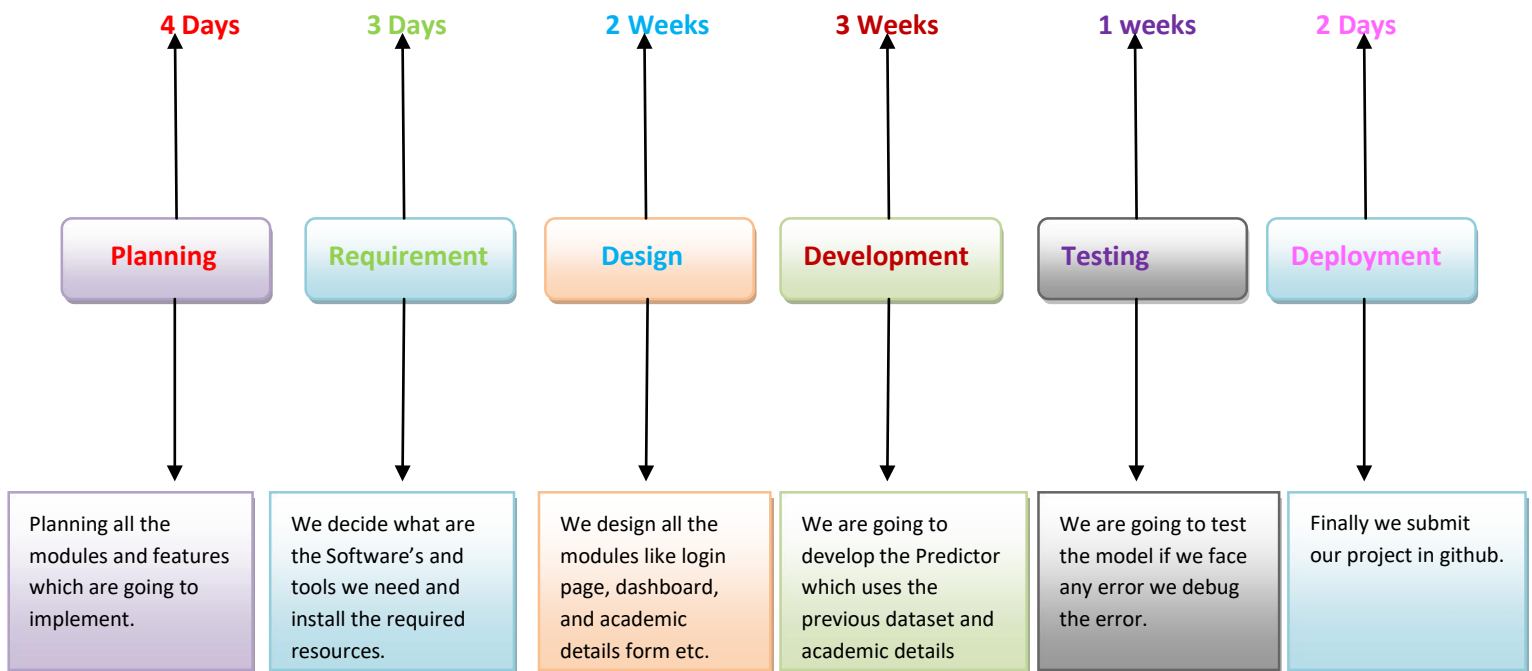 4 Days
3 Days
2 Weeks
3 Weeks
1 weeks
2 Days
Planning
Requirement
Design
Development
Testing
Deployment
Planning all the
modules and features
which are going to
implement.
We decide what are
the Software's and
tools we need and
install the required
resources.
We design all the
modules like login
page, dashboard,
and academic
details form etc.
We are going to
develop the Predictor
which uses the
previous dataset and
academic details
We are going to test
the model if we face
any error we debug
the error.
Finally we submit
our project in github.